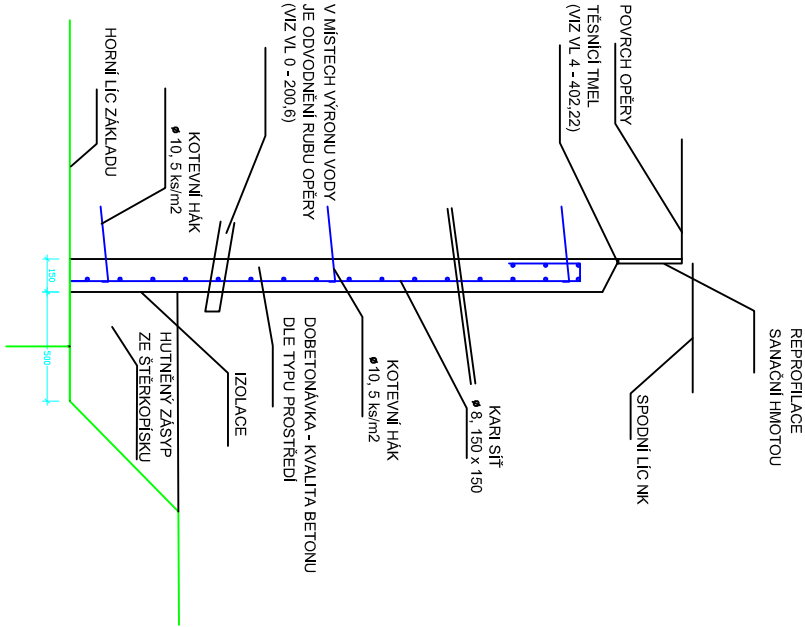 POVRCH OPĚRY
TĚSNÍCÍ TMEL
(VIZ VL 4 - 402,22)
V MÍSTECH VÝRONU VODY
JE ODVODNĚNÍ RUBU OPĚRY
(VIZ VL 0 - 200,6)
KOTEVNÍ HÁK
ø 10, 5 ks/m2
HORNÍ LÍC ZÁKLADU
REPROFILACE
SANAČNÍ HMOTOU
SPODNÍ LÍC NK
KARI SÍŤ
ø 8, 150 x 150
KOTEVNÍ HÁK
ø10, 5 ks/m2
DOBETONÁVKA - KVALITA BETONU
DLE TYPU PROSTŘEDÍ
IZOLACE
HUTNĚNÝ ZÁSYP
ZE ŠTĚRKOPÍSKU
150
500